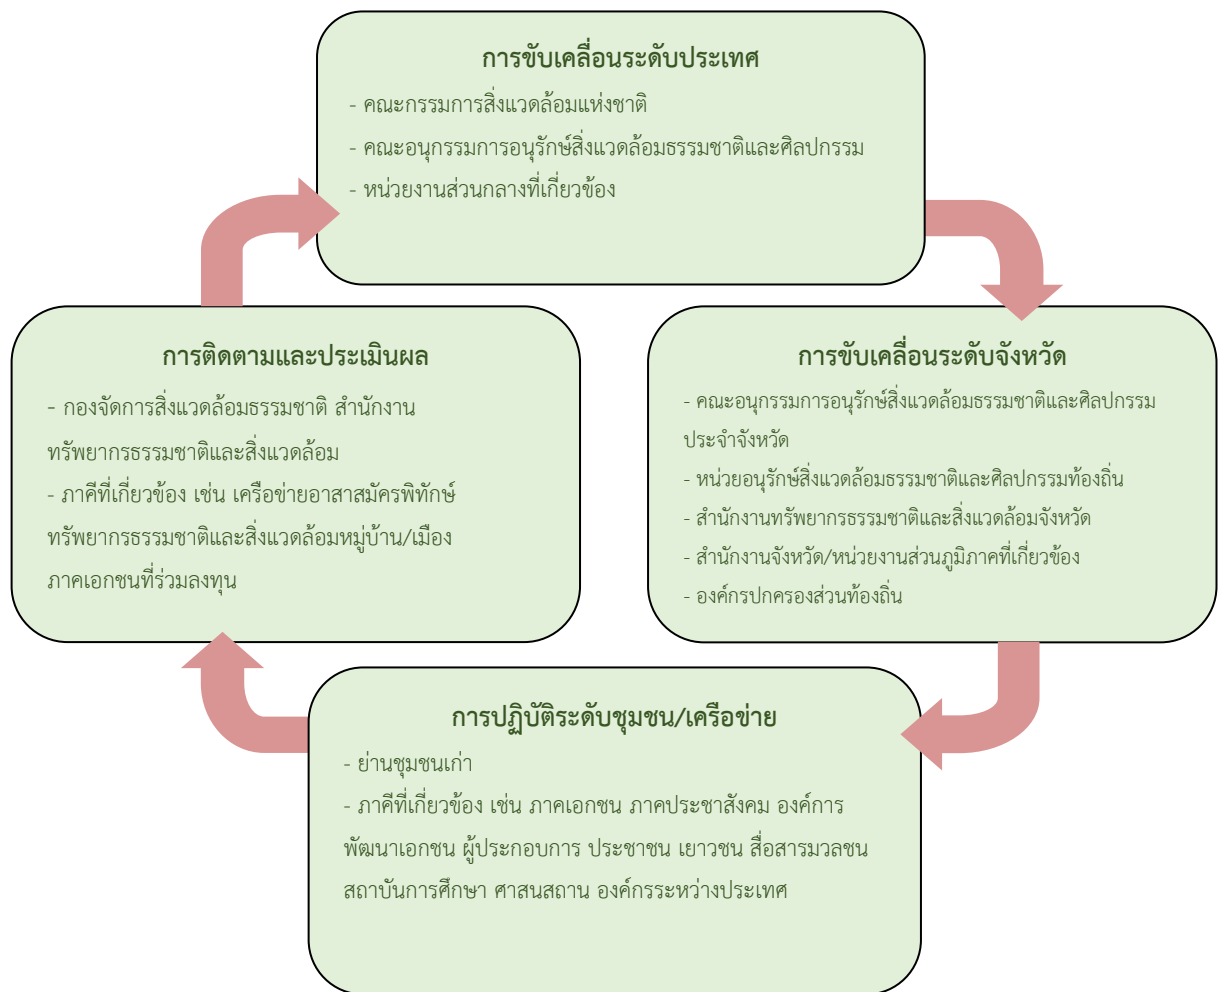 การขับเคลื่อนระดับประเทศ
- คณะกรรมการสิ่งแวดล้อมแห่งชาติ
- คณะอนุกรรมการอนุรักษ์สิ่งแวดล้อมธรรมชาติและศิลปกรรม
- หน่วยงานส่วนกลางที่เกี่ยวข้อง
การขับเคลื่อนระดับจังหวัด
- คณะอนุกรรมการอนุรักษ์สิ่งแวดล้อมธรรมชาติและศิลปกรรม
ประจำจังหวัด
- หน่วยอนุรักษ์สิ่งแวดล้อมธรรมชาติและศิลปกรรมท้องถิ่น
- สำนักงานทรัพยากรธรรมชาติและสิ่งแวดล้อมจังหวัด
- สำนักงานจังหวัด/หน่วยงานส่วนภูมิภาคที่เกี่ยวข้อง
- องค์กรปกครองส่วนท้องถิ่น
การปฏิบัติระดับชุมชน/เครือข่าย
- ย่านชุมชนเก่า
- ภาคีที่เกี่ยวข้อง เช่น ภาคเอกชน ภาคประชาสังคม องค์การ
พัฒนาเอกชน ผู้ประกอบการ ประชาชน เยาวชน สื่อสารมวลชน
สถาบันการศึกษา ศาสนสถาน องค์กรระหว่างประเทศ
การติดตามและประเมินผล
- กองจัดการสิ่งแวดล้อมธรรมชาติ สำนักงาน
ทรัพยากรธรรมชาติและสิ่งแวดล้อม
- ภาคีที่เกี่ยวข้อง เช่น เครือข่ายอาสาสมัครพิทักษ์
ทรัพยากรธรรมชาติและสิ่งแวดล้อมหมู่บ้าน/เมือง
ภาคเอกชนที่ร่วมลงทุน